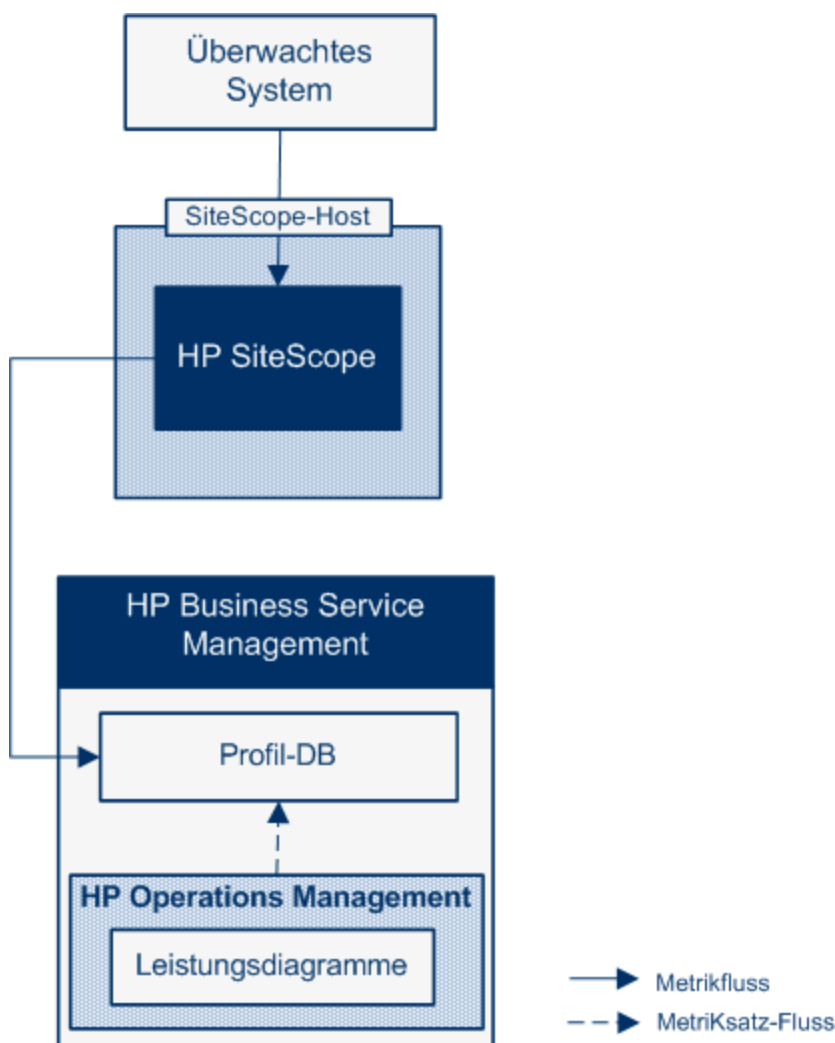 Überwachtes
System
SiteScope-Host
HP SiteScope
HP Business Service
Management
Profil-DB
HP Operations Management
Leistungsdiagramme
Metrikfluss
MetriKsatz-Fluss